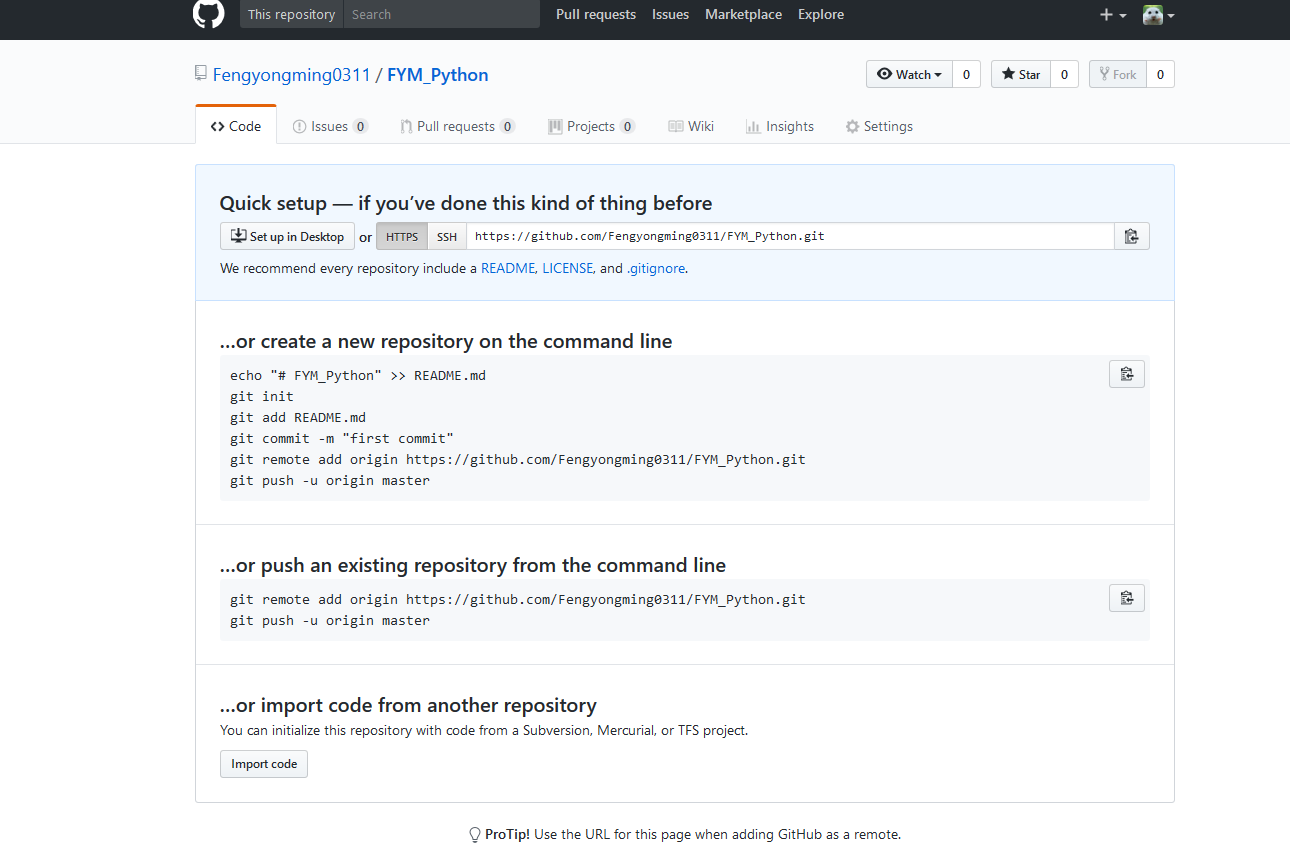 This repository Search Pull requests Issues Marketplace Explore
Fengyongming0311 / FYM_Python
Watch 0 Star 0 Fork 0
Code Issues 0 Pull requests 0 Projects 0 Wiki Insights Settings
Quick setup — if you’ve done this kind of thing before
Set up in Desktop or HTTPS SSH https://github.com/Fengyongming0311/FYM_Python.git
We recommend every repository include a README, LICENSE, and .gitignore.
…or create a new repository on the command line
echo "# FYM_Python" >> README.md
git init
git add README.md
git commit -m "first commit"
git remote add origin https://github.com/Fengyongming0311/FYM_Python.git
git push -u origin master
…or push an existing repository from the command line
git remote add origin https://github.com/Fengyongming0311/FYM_Python.git
git push -u origin master
…or import code from another repository
You can initialize this repository with code from a Subversion, Mercurial, or TFS project.
Import code
ProTip! Use the URL for this page when adding GitHub as a remote.